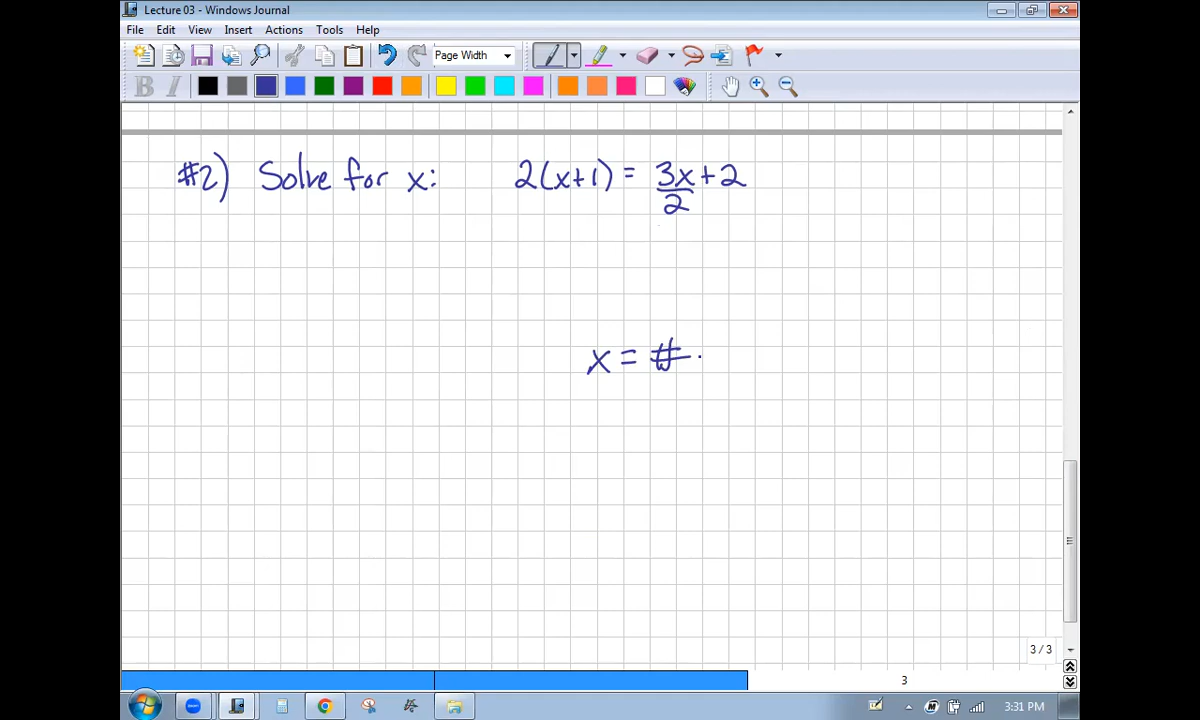 Lecture 03 - Windows Journal
File Edit View Insert Actions Tools Help
Page Width
B I
#2) Solve for x: 2(x+1) = 3x/2 + 2
x = #
3 / 3
3
3:31 PM